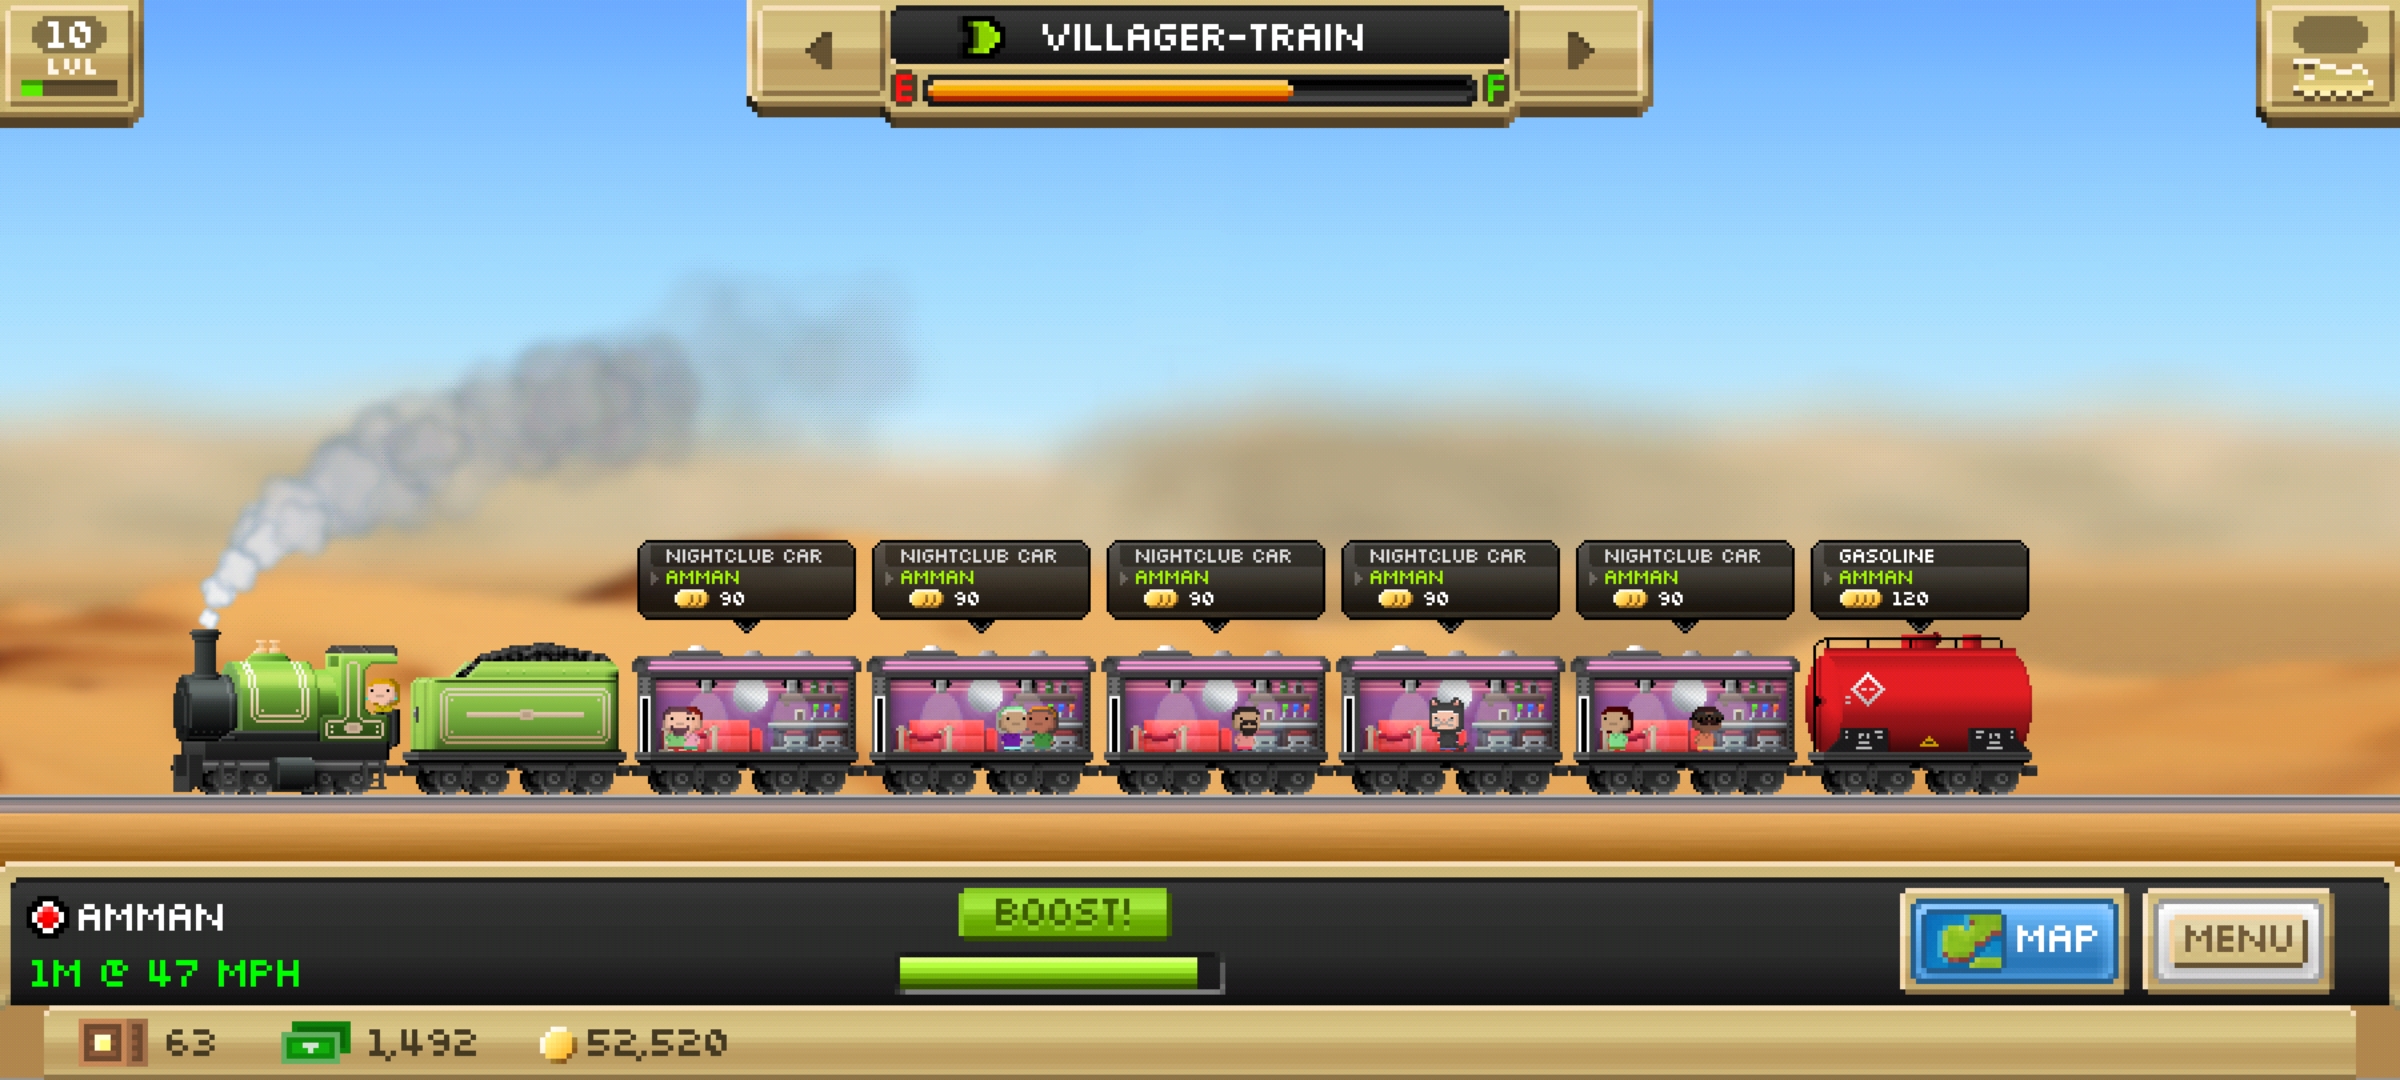 10
LVL
VILLAGER-TRAIN
E F
NIGHTCLUB CAR
AMMAN
90
NIGHTCLUB CAR
AMMAN
90
NIGHTCLUB CAR
AMMAN
90
NIGHTCLUB CAR
AMMAN
90
NIGHTCLUB CAR
AMMAN
90
GASOLINE
AMMAN
120
AMMAN
1M @ 47 MPH
BOOST!
MAP
MENU
63
1,492
52,520